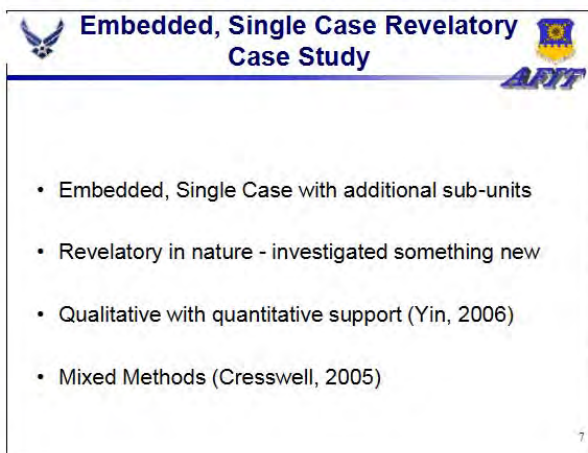 Embedded, Single Case Revelatory
Case Study
AFIT
• Embedded, Single Case with additional sub-units
• Revelatory in nature - investigated something new
• Qualitative with quantitative support (Yin, 2006)
• Mixed Methods (Cresswell, 2005)
7